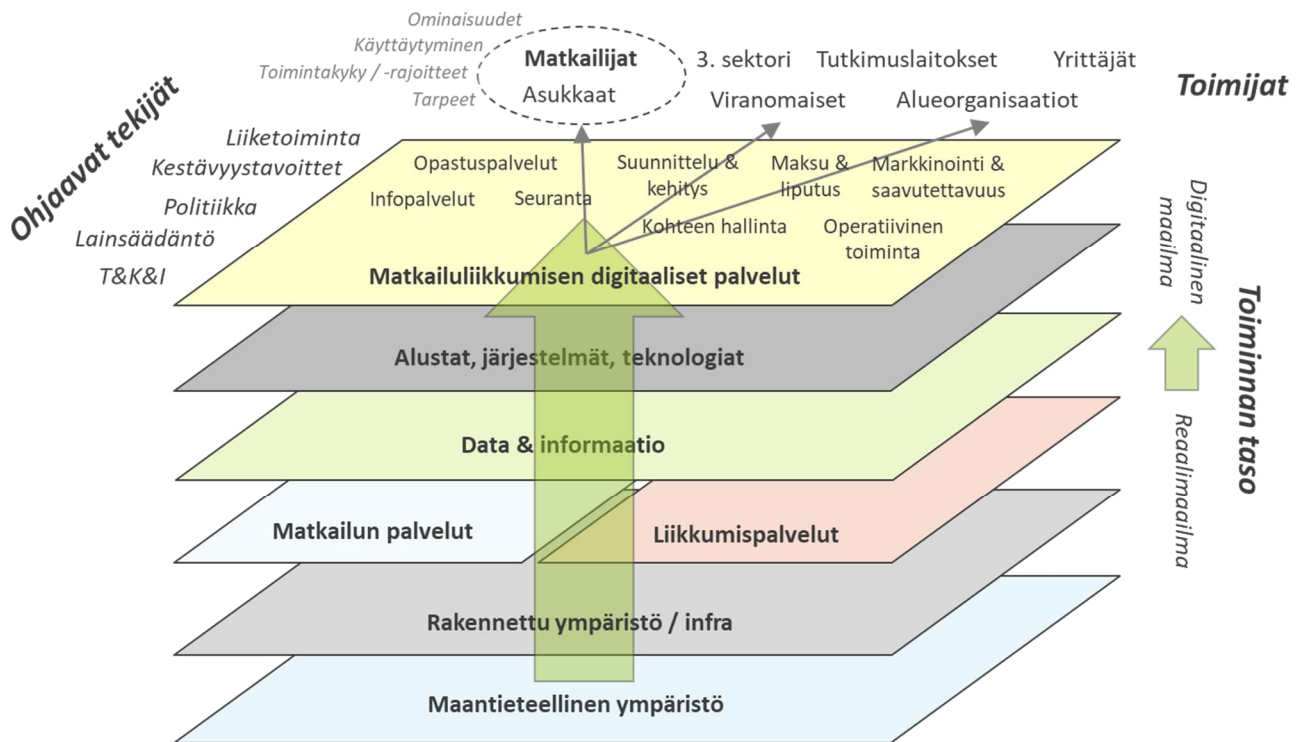 Ominaisuudet
Käyttäytyminen
Toimintakyky / -rajoitteet
Tarpeet
Matkailijat
Asukkaat
3. sektori
Tutkimuslaitokset
Yrittäjät
Viranomaiset
Alueorganisaatiot
Toimijat
Ohjaavat tekijät
Liiketoiminta
Kestävyystavoittet
Politiikka
Lainsäädäntö
T&K&I
Opastuspalvelut
Suunnittelu &
kehitys
Maksu &
liputus
Markkinointi &
saavutettavuus
Infopalvelut
Seuranta
Kohteen hallinta
Operatiivinen
toiminta
Matkailuliikkumisen digitaaliset palvelut
Alustat, järjestelmät, teknologiat
Data & informaatio
Matkailun palvelut
Liikkumispalvelut
Rakennettu ympäristö / infra
Maantieteellinen ympäristö
Digitaalinen
maailma
Reaalimaailma
Toiminnan taso